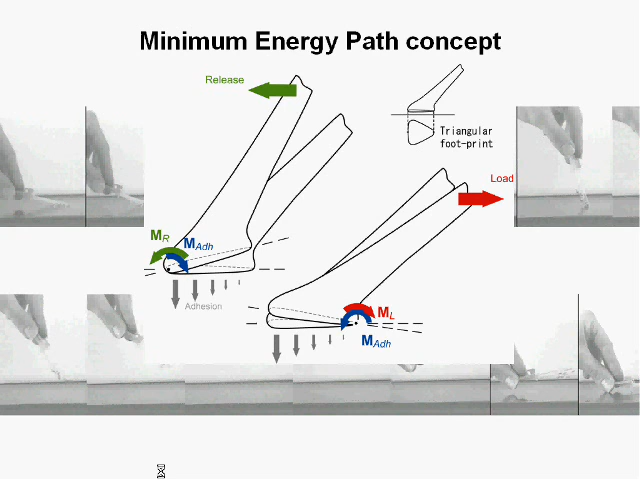 Minimum Energy Path concept
Release
Triangular
foot-print
Load
MR
MAdh
Adhesion
ML
MAdh